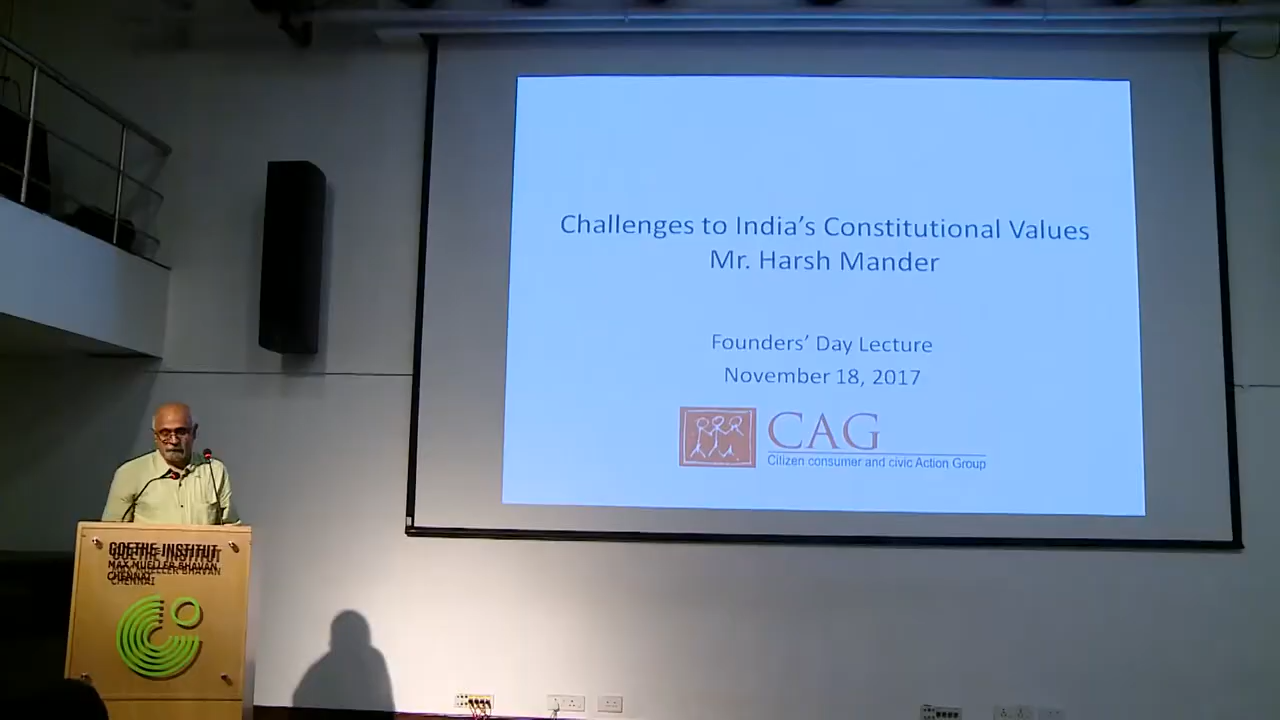 Challenges to India's Constitutional Values
Mr. Harsh Mander
Founders' Day Lecture
November 18, 2017
CAG
Citizen consumer and civic Action Group
GOETHE INSTITUT
MAX MUELLER BHAVAN
CHENNAI